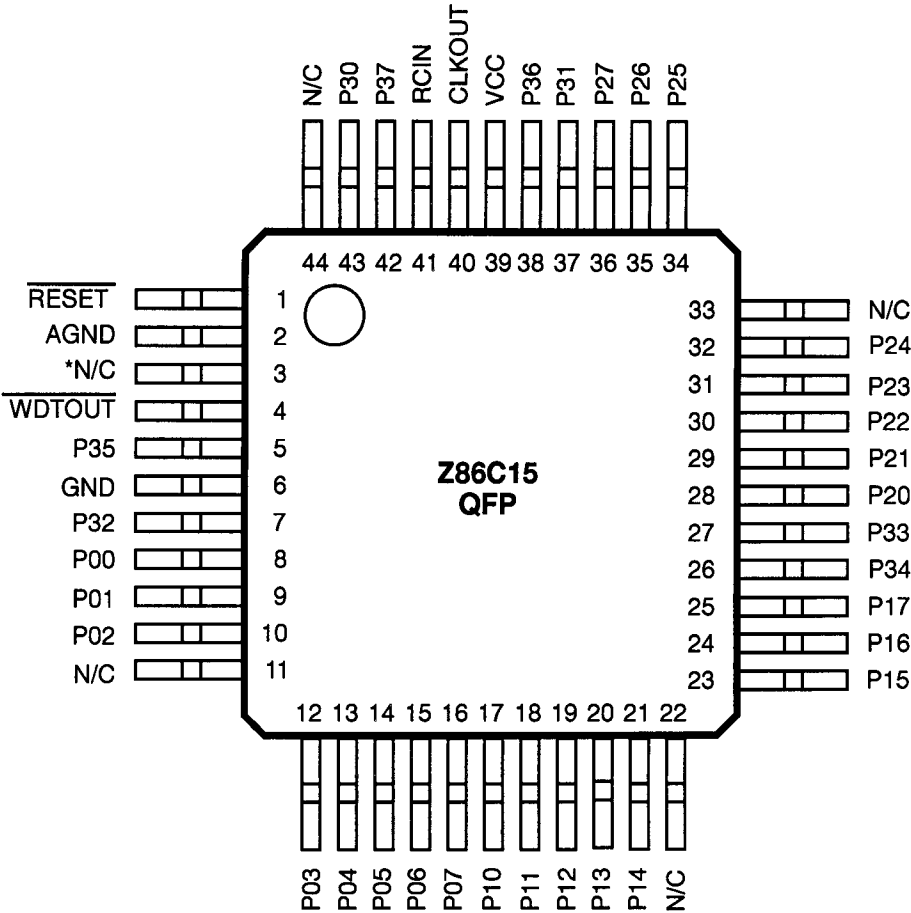 N/C P30 P37 RCIN CLKOUT VCC P36 P31 P27 P26 P25
44 43 42 41 40 39 38 37 36 35 34
RESET 1
AGND 2
*N/C 3
WDTOUT 4
P35 5
GND 6
P32 7
P00 8
P01 9
P02 10
N/C 11
Z86C15
QFP
33 N/C
32 P24
31 P23
30 P22
29 P21
28 P20
27 P33
26 P34
25 P17
24 P16
23 P15
12 13 14 15 16 17 18 19 20 21 22
P03 P04 P05 P06 P07 P10 P11 P12 P13 P14 N/C